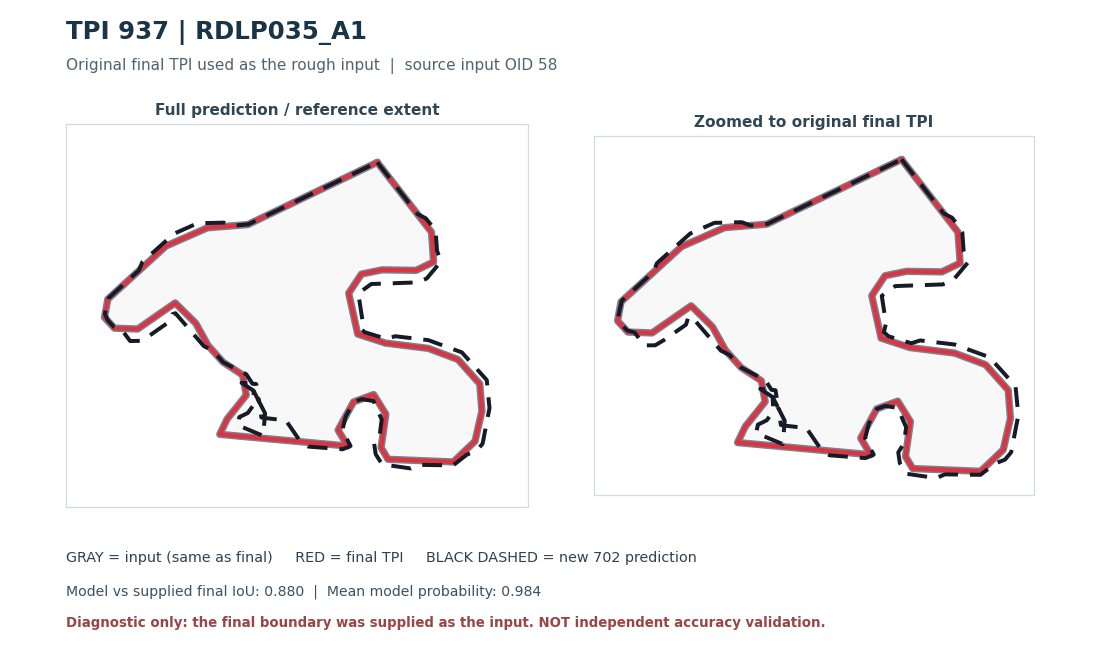 TPI 937 | RDLP035_A1
Original final TPI used as the rough input | source input OID 58
Full prediction / reference extent
Zoomed to original final TPI
GRAY = input (same as final) RED = final TPI BLACK DASHED = new 702 prediction
Model vs supplied final IoU: 0.880 | Mean model probability: 0.984
Diagnostic only: the final boundary was supplied as the input. NOT independent accuracy validation.